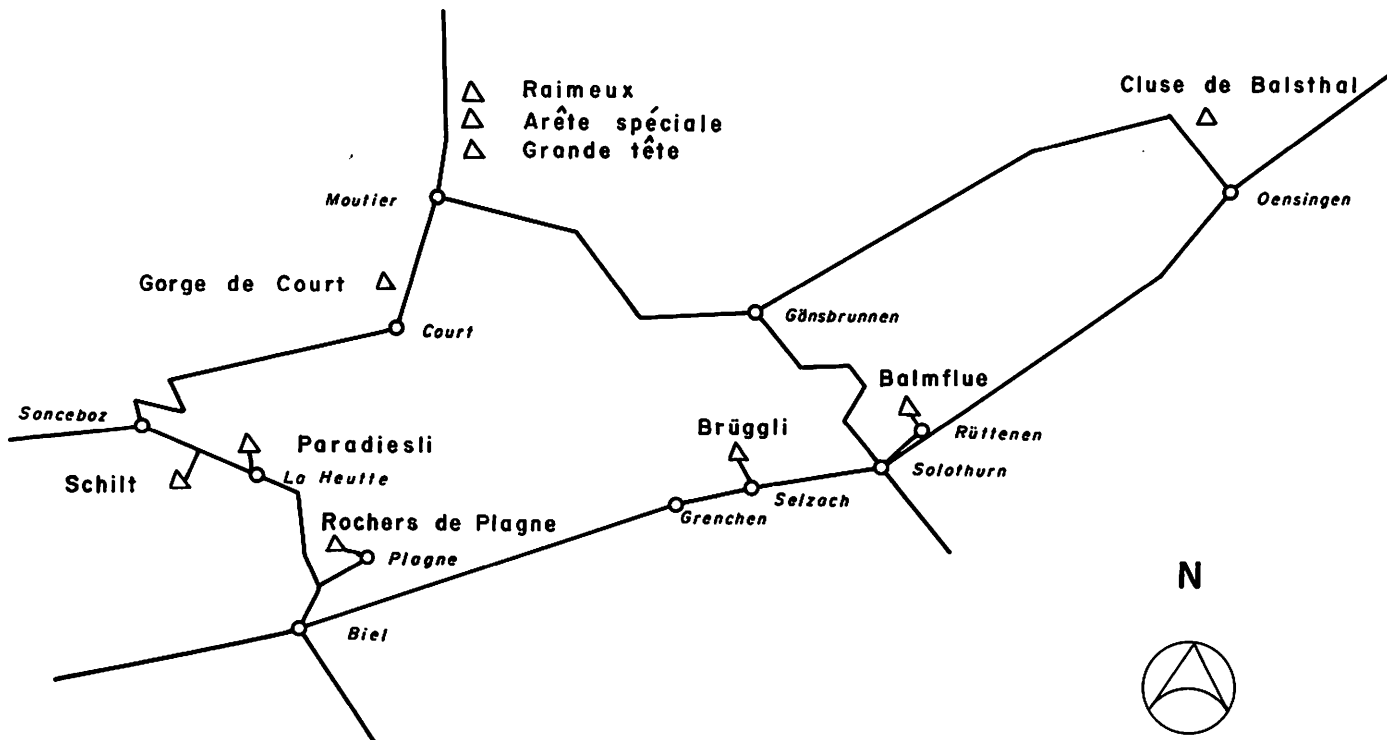 Raimeux
Arête spéciale
Grande tête
Cluse de Balsthal
Moutier
Oensingen
Gorge de Court
Court
Gönsbrunnen
Balmflue
Sonceboz
Paradiesli
Brüggli
Rüttenen
Schilt
La Heutte
Solothurn
Selzach
Grenchen
Rochers de Plagne
Plagne
N
Biel